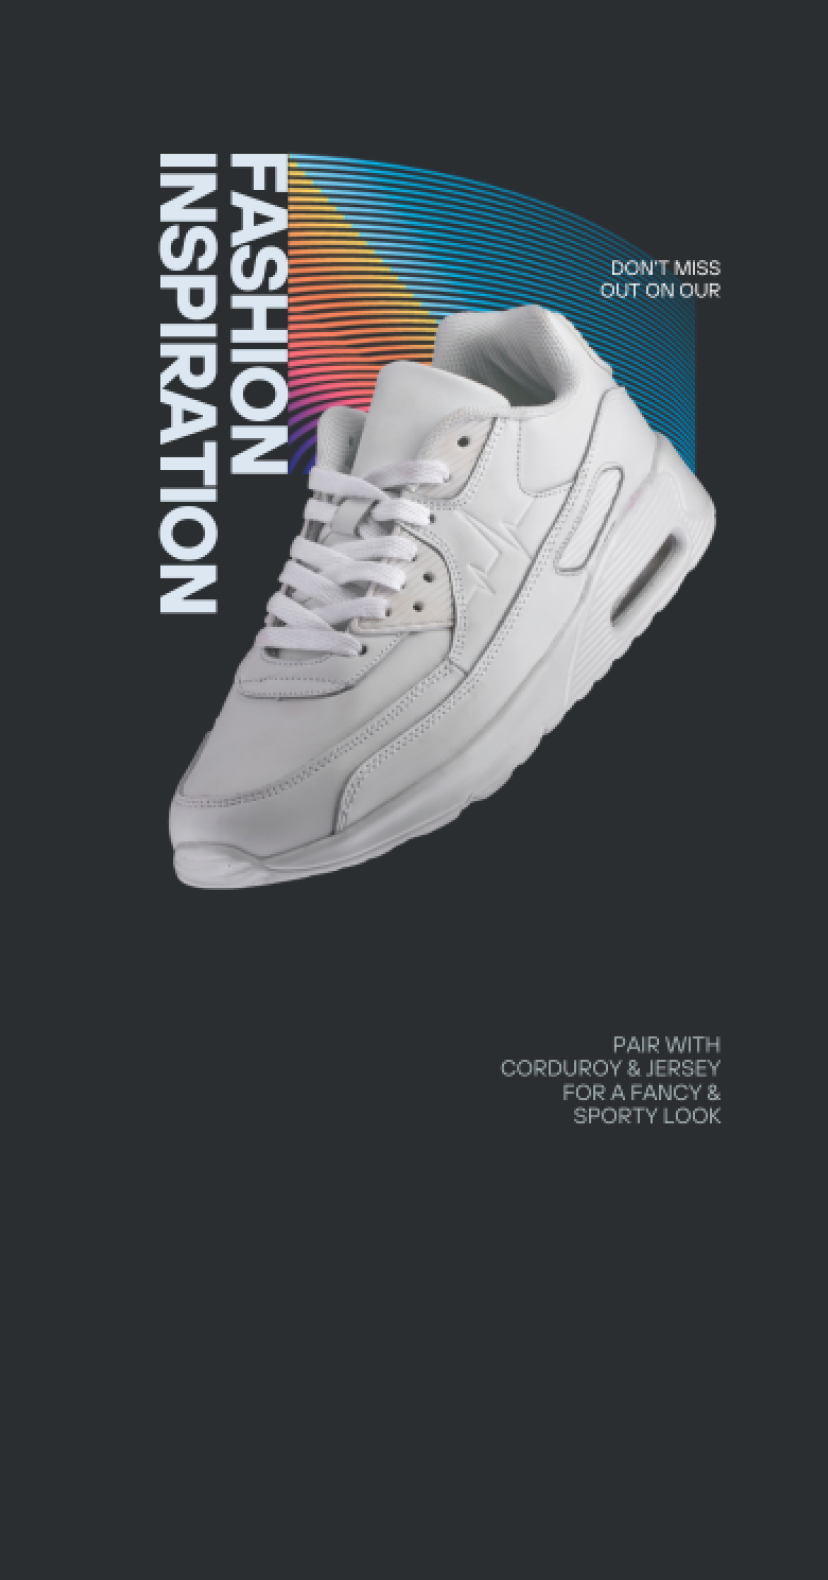 FASHION
INSPIRATION
DON'T MISS
OUT ON OUR
PAIR WITH
CORDUROY & JERSEY
FOR A FANCY &
SPORTY LOOK